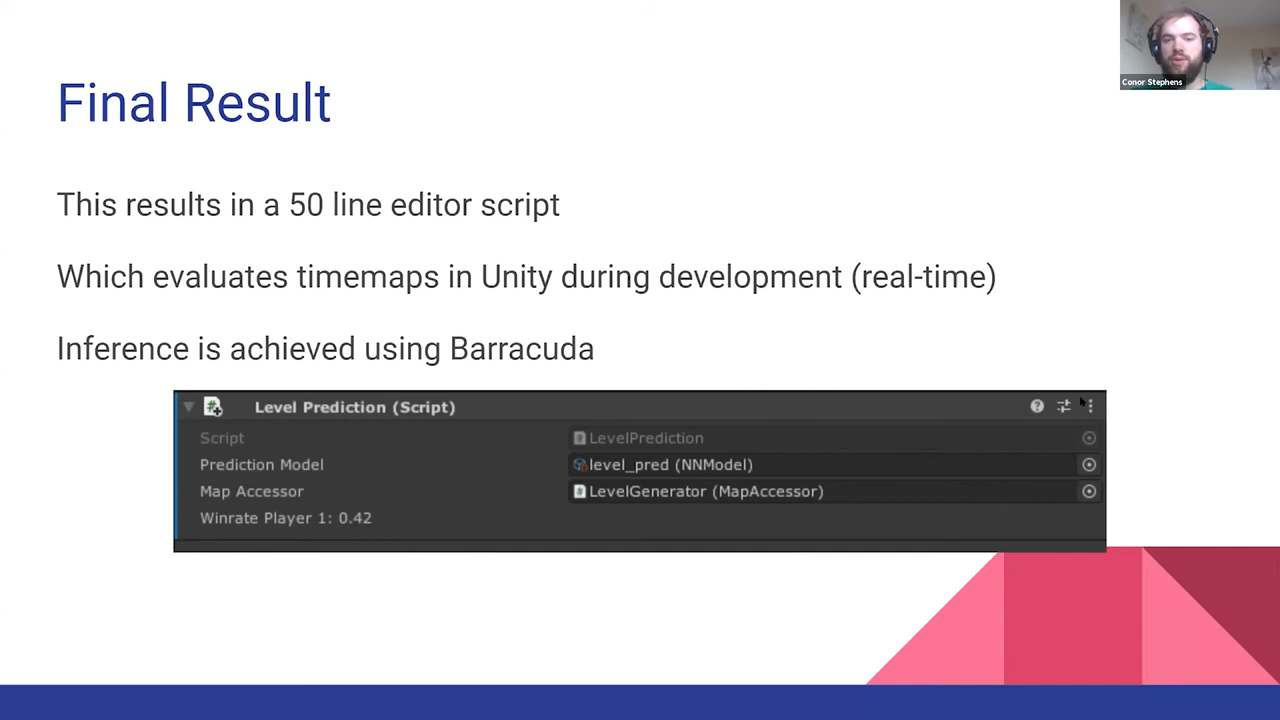 Conor Stephens
Final Result
This results in a 50 line editor script
Which evaluates timemaps in Unity during development (real-time)
Inference is achieved using Barracuda
Level Prediction (Script)
Script LevelPrediction
Prediction Model level_pred (NNModel)
Map Accessor LevelGenerator (MapAccessor)
Winrate Player 1: 0.42